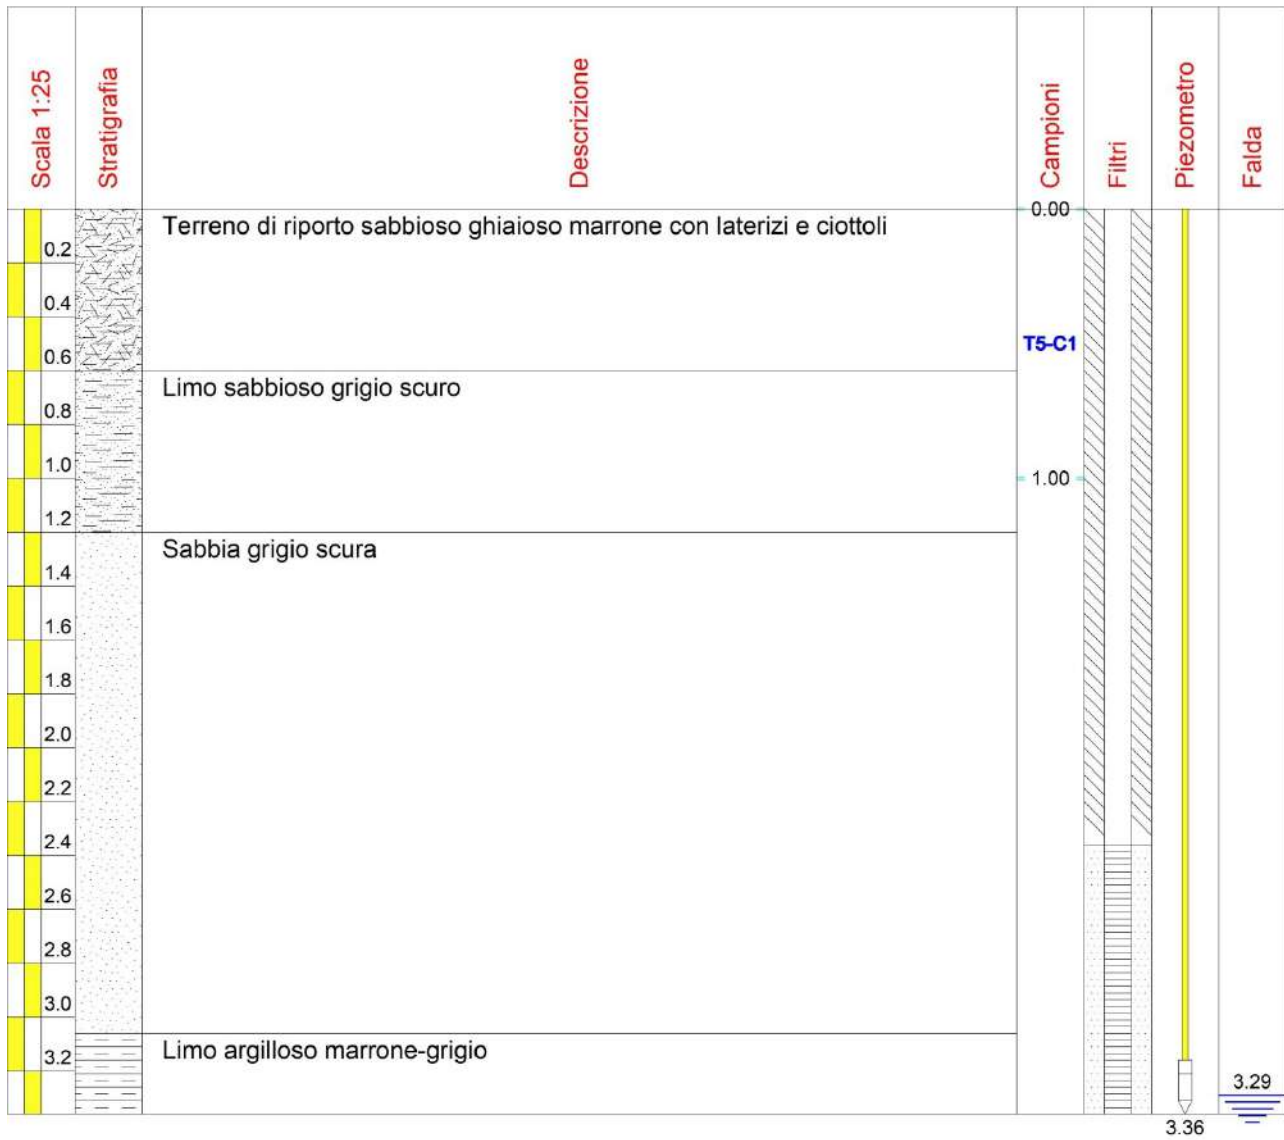 Scala 1:25
Stratigrafia
Descrizione
Campioni
Filtri
Piezometro
Falda
Terreno di riporto sabbioso ghiaioso marrone con laterizi e ciottoli
0.00
0.2
0.4
T5-C1
0.6
Limo sabbioso grigio scuro
0.8
1.0
1.00
1.2
Sabbia grigio scura
1.4
1.6
1.8
2.0
2.2
2.4
2.6
2.8
3.0
3.2
Limo argilloso marrone-grigio
3.29
3.36